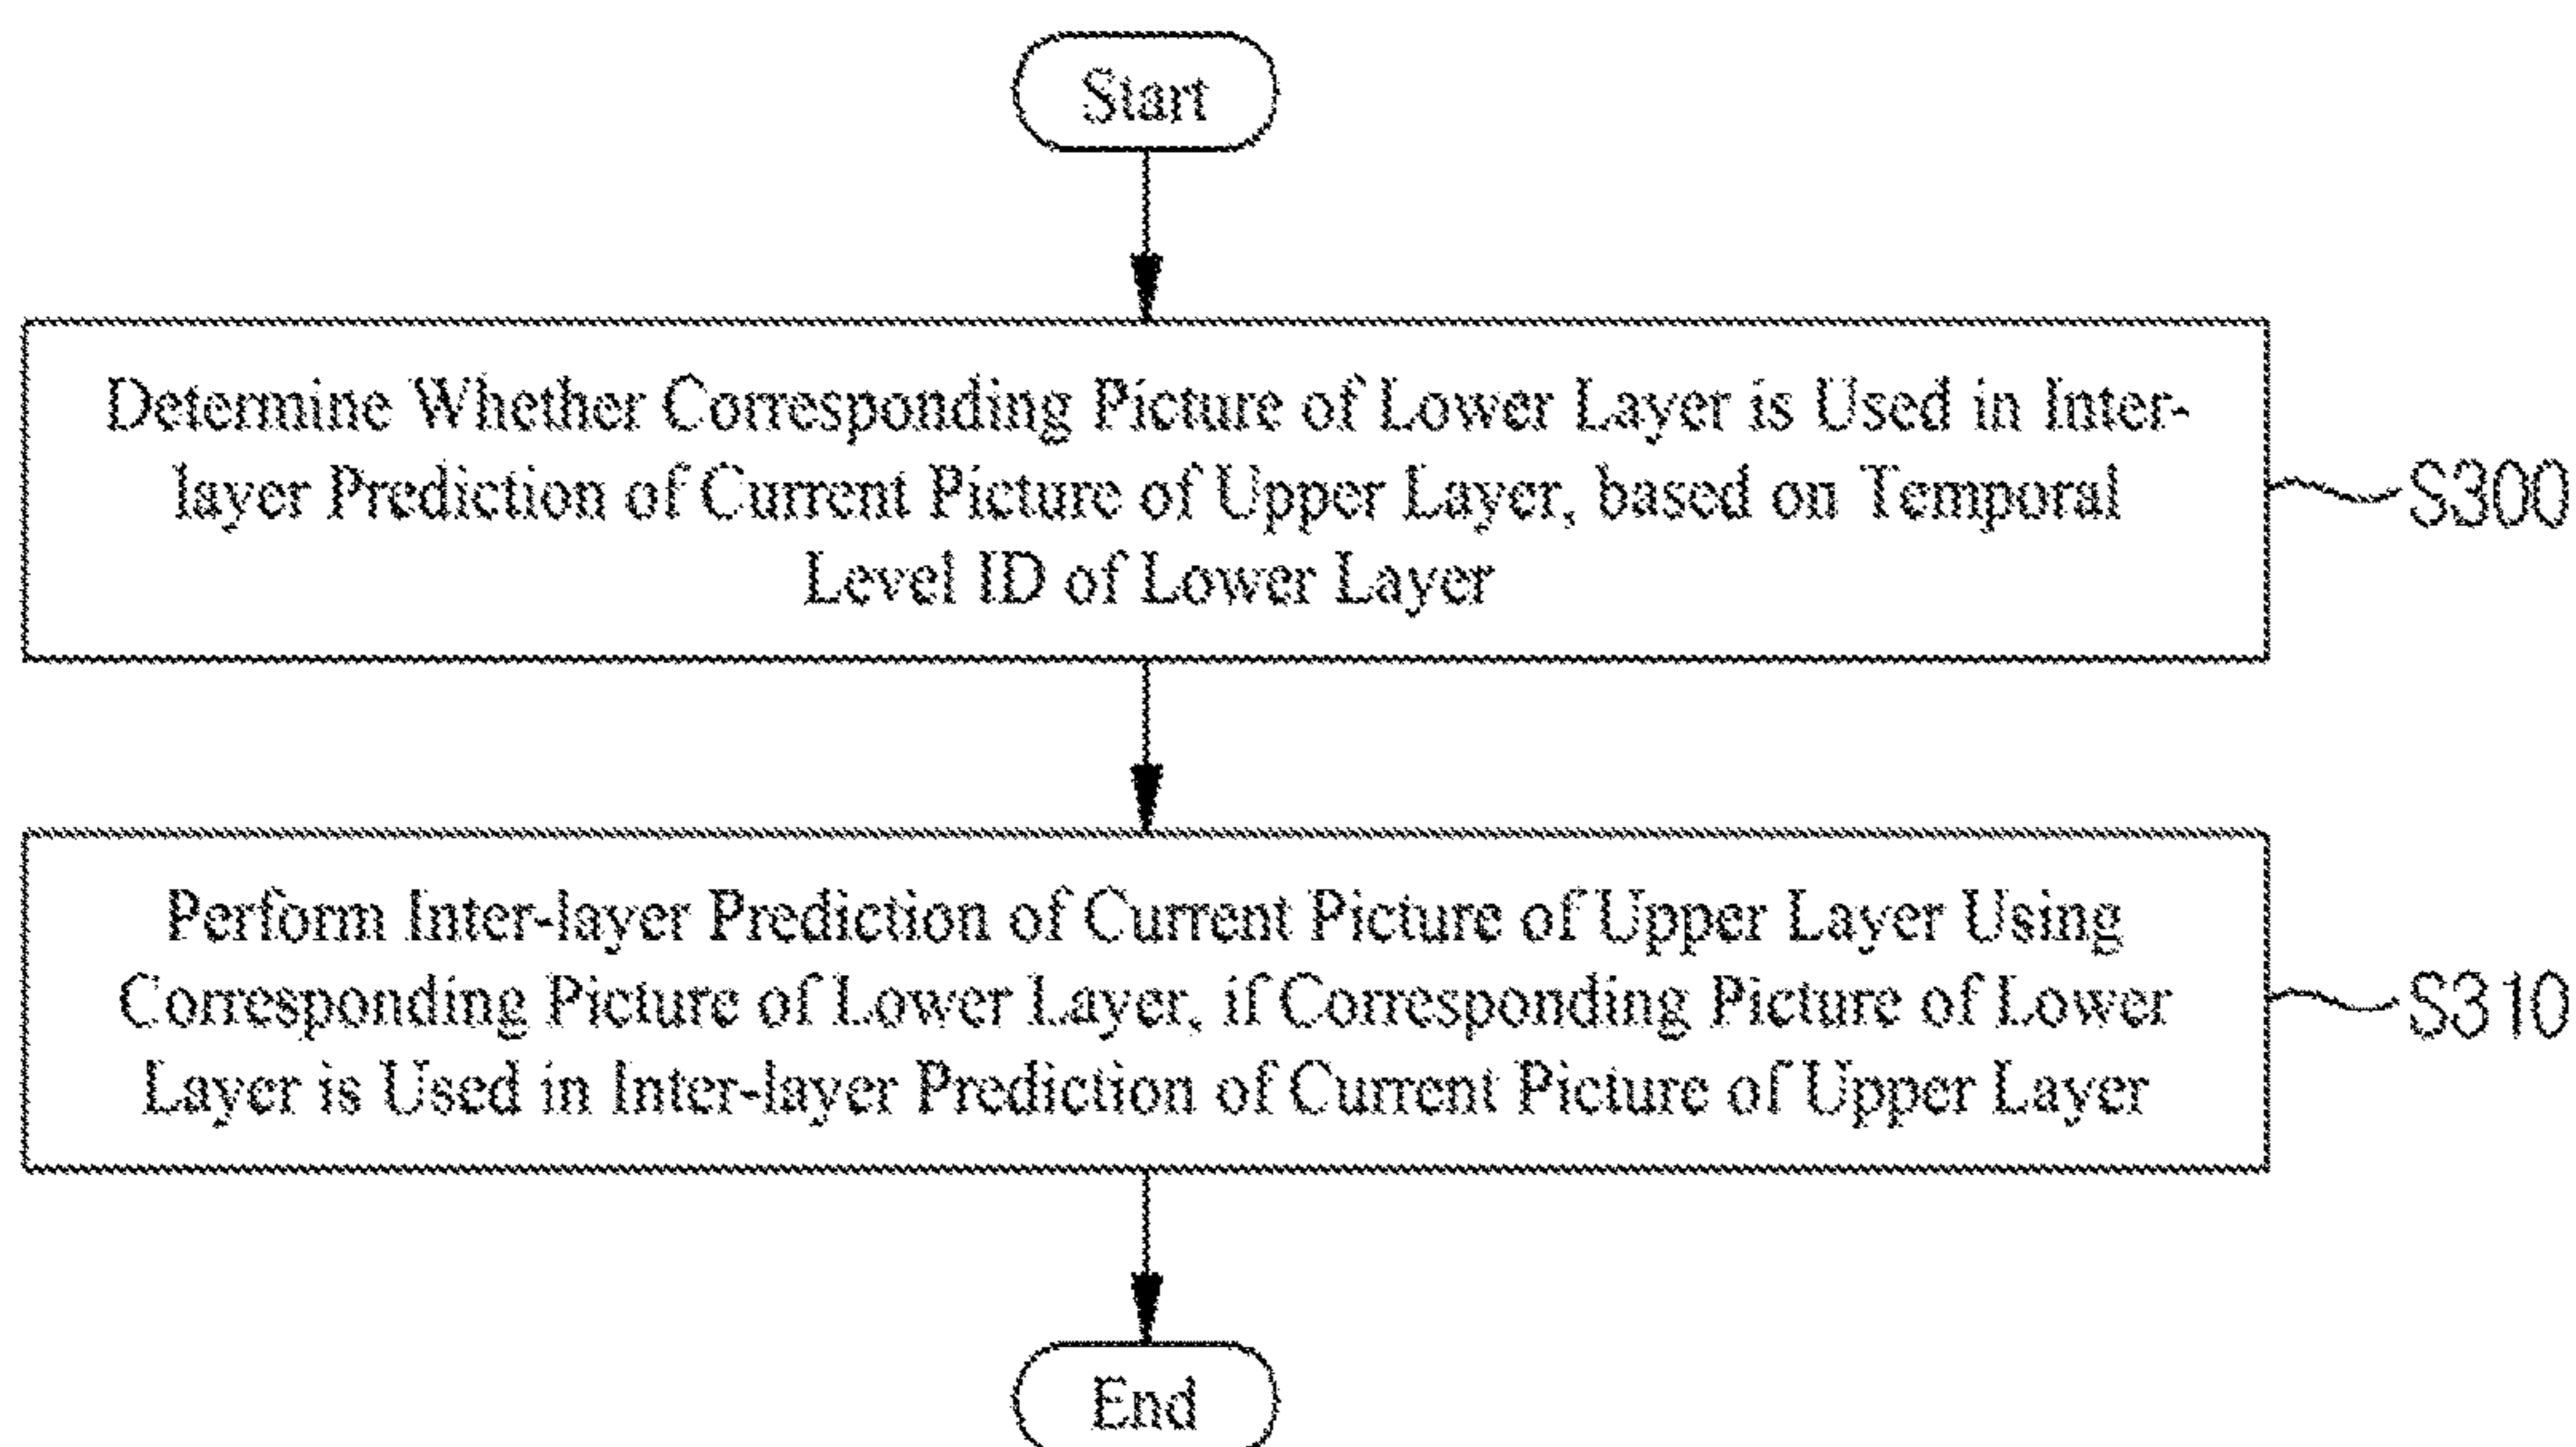 Start
Determine Whether Corresponding Picture of Lower Layer is Used in Inter-
layer Prediction of Current Picture of Upper Layer, based on Temporal
Level ID of Lower Layer
S300
Perform Inter-layer Prediction of Current Picture of Upper Layer Using
Corresponding Picture of Lower Layer, if Corresponding Picture of Lower
Layer is Used in Inter-layer Prediction of Current Picture of Upper Layer
S310
End